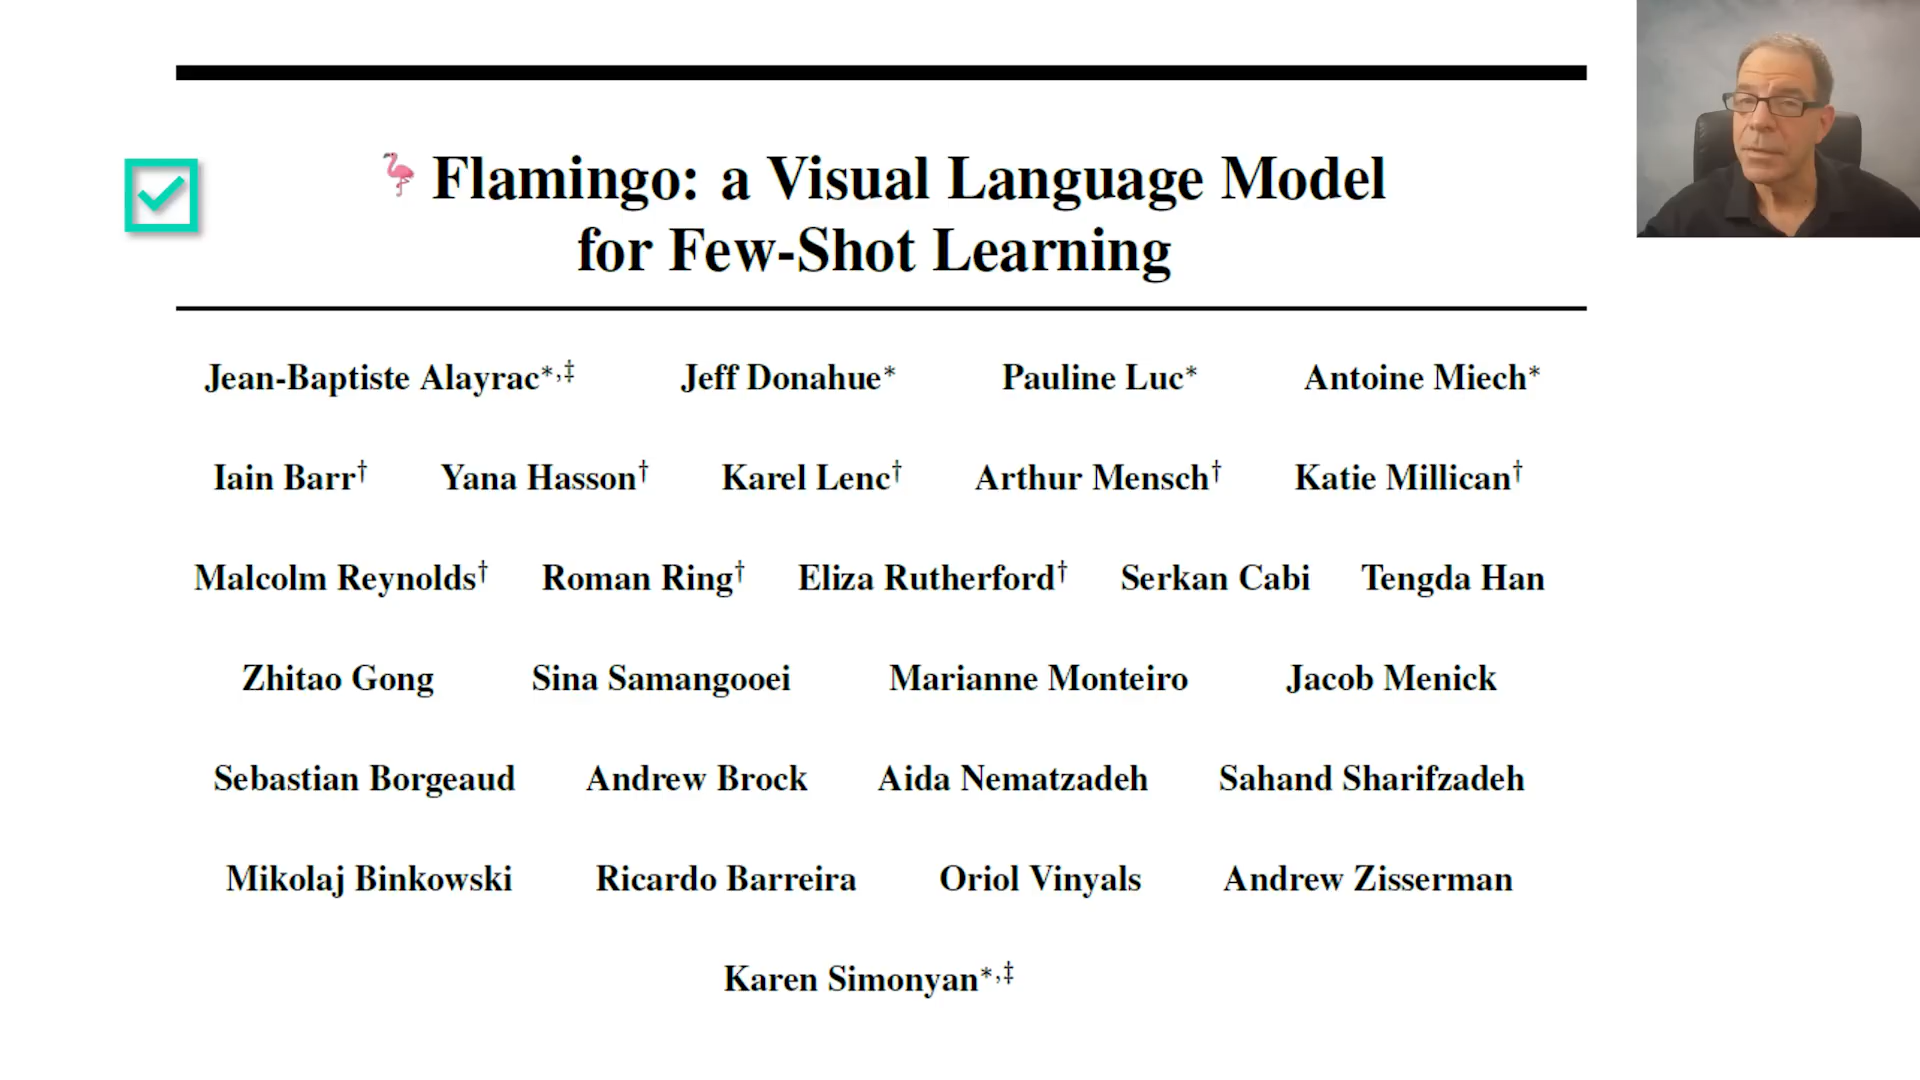 Flamingo: a Visual Language Model
for Few-Shot Learning
Jean-Baptiste Alayrac*,‡ Jeff Donahue* Pauline Luc* Antoine Miech*
Iain Barr† Yana Hasson† Karel Lenc† Arthur Mensch† Katie Millican†
Malcolm Reynolds† Roman Ring† Eliza Rutherford† Serkan Cabi Tengda Han
Zhitao Gong Sina Samangooei Marianne Monteiro Jacob Menick
Sebastian Borgeaud Andrew Brock Aida Nematzadeh Sahand Sharifzadeh
Mikolaj Binkowski Ricardo Barreira Oriol Vinyals Andrew Zisserman
Karen Simonyan*,‡